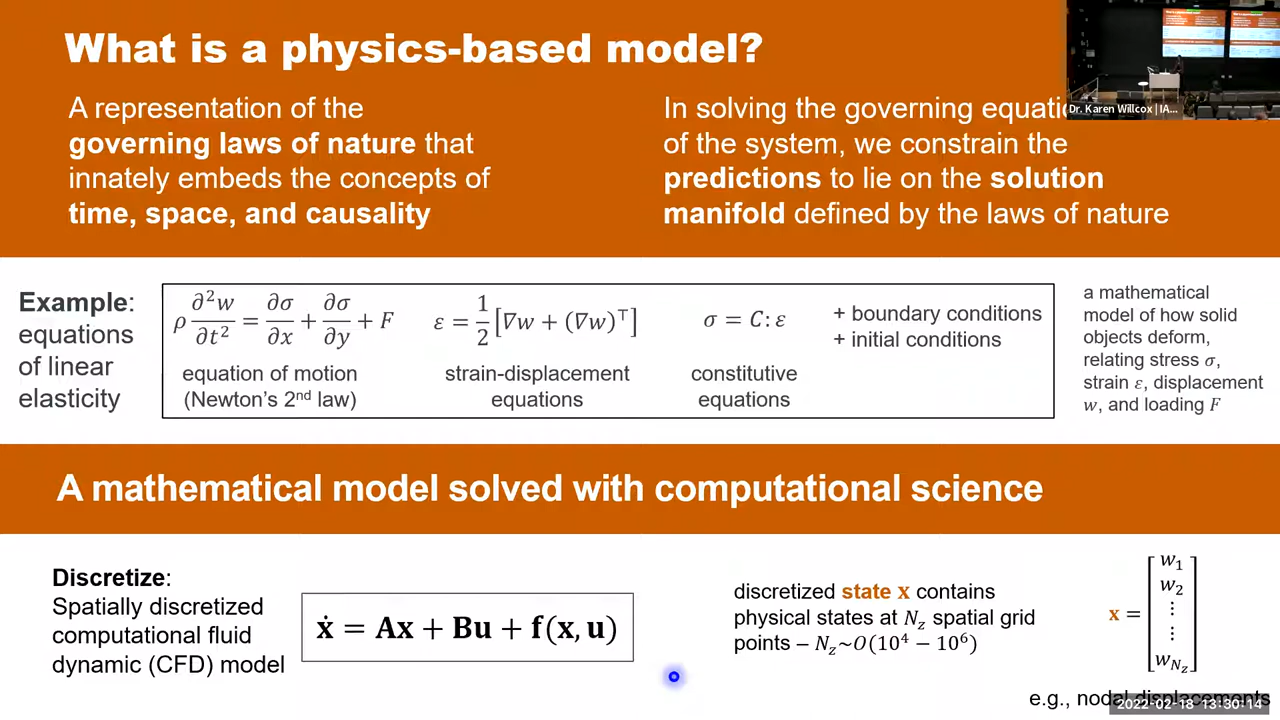 What is a physics-based model?
A representation of the
governing laws of nature that
innately embeds the concepts of
time, space, and causality
In solving the governing equati
of the system, we constrain the
predictions to lie on the solution
manifold defined by the laws of nature
Dr. Karen Willcox | IA...
Example:
equations
of linear
elasticity
ρ ∂²w/∂t² = ∂σ/∂x + ∂σ/∂y + F
equation of motion
(Newton's 2nd law)
ε = 1/2 [∇w + (∇w)ᵀ]
strain-displacement
equations
σ = C: ε
constitutive
equations
+ boundary conditions
+ initial conditions
a mathematical
model of how solid
objects deform,
relating stress σ,
strain ε, displacement
w, and loading F
A mathematical model solved with computational science
Discretize:
Spatially discretized
computational fluid
dynamic (CFD) model
ẋ = Ax + Bu + f(x, u)
discretized state x contains
physical states at N_z spatial grid
points – N_z~O(10⁴ − 10⁶)
x = [w₁ w₂ ⋮ ⋮ w_{N_z}]
e.g., nodal displacements
2022-02-18 13:30:14